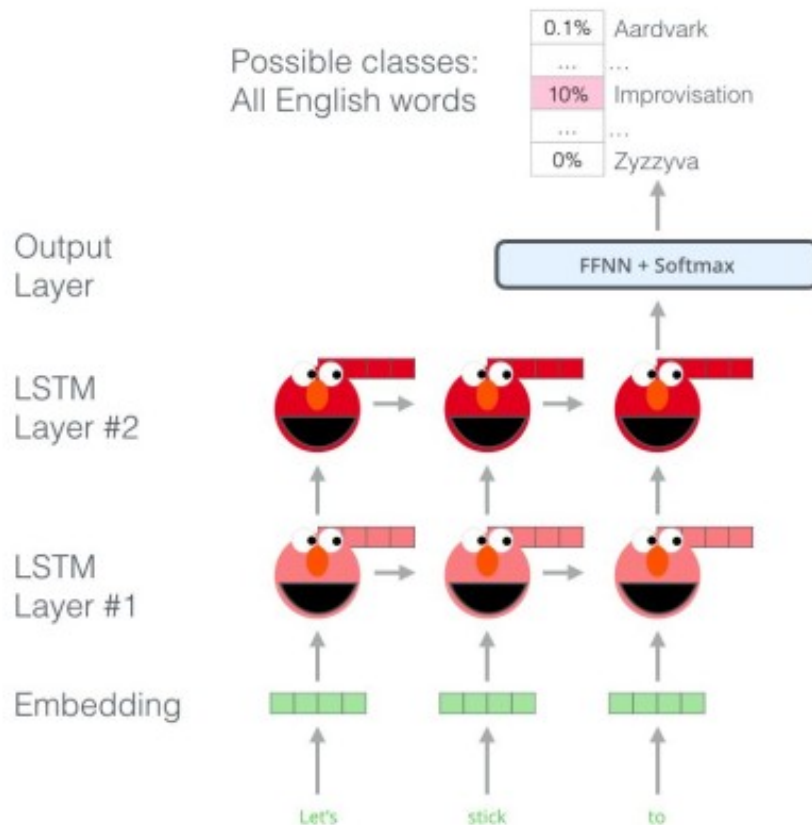 Possible classes:
All English words
0.1% Aardvark
... ...
10% Improvisation
... ...
0% Zyzzyva
Output
Layer
FFNN + Softmax
LSTM
Layer #2
LSTM
Layer #1
Embedding
Let's stick to